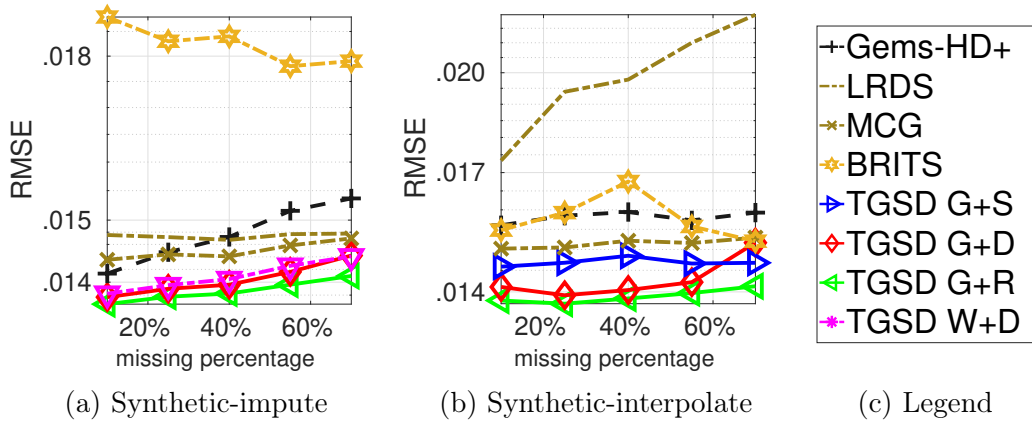 .018
.015
.014
RMSE
20%
40%
60%
missing percentage
(a) Synthetic-impute
.020
.017
.014
RMSE
20%
40%
60%
missing percentage
(b) Synthetic-interpolate
Gems-HD+
LRDS
MCG
BRITS
TGSD G+S
TGSD G+D
TGSD G+R
TGSD W+D
(c) Legend